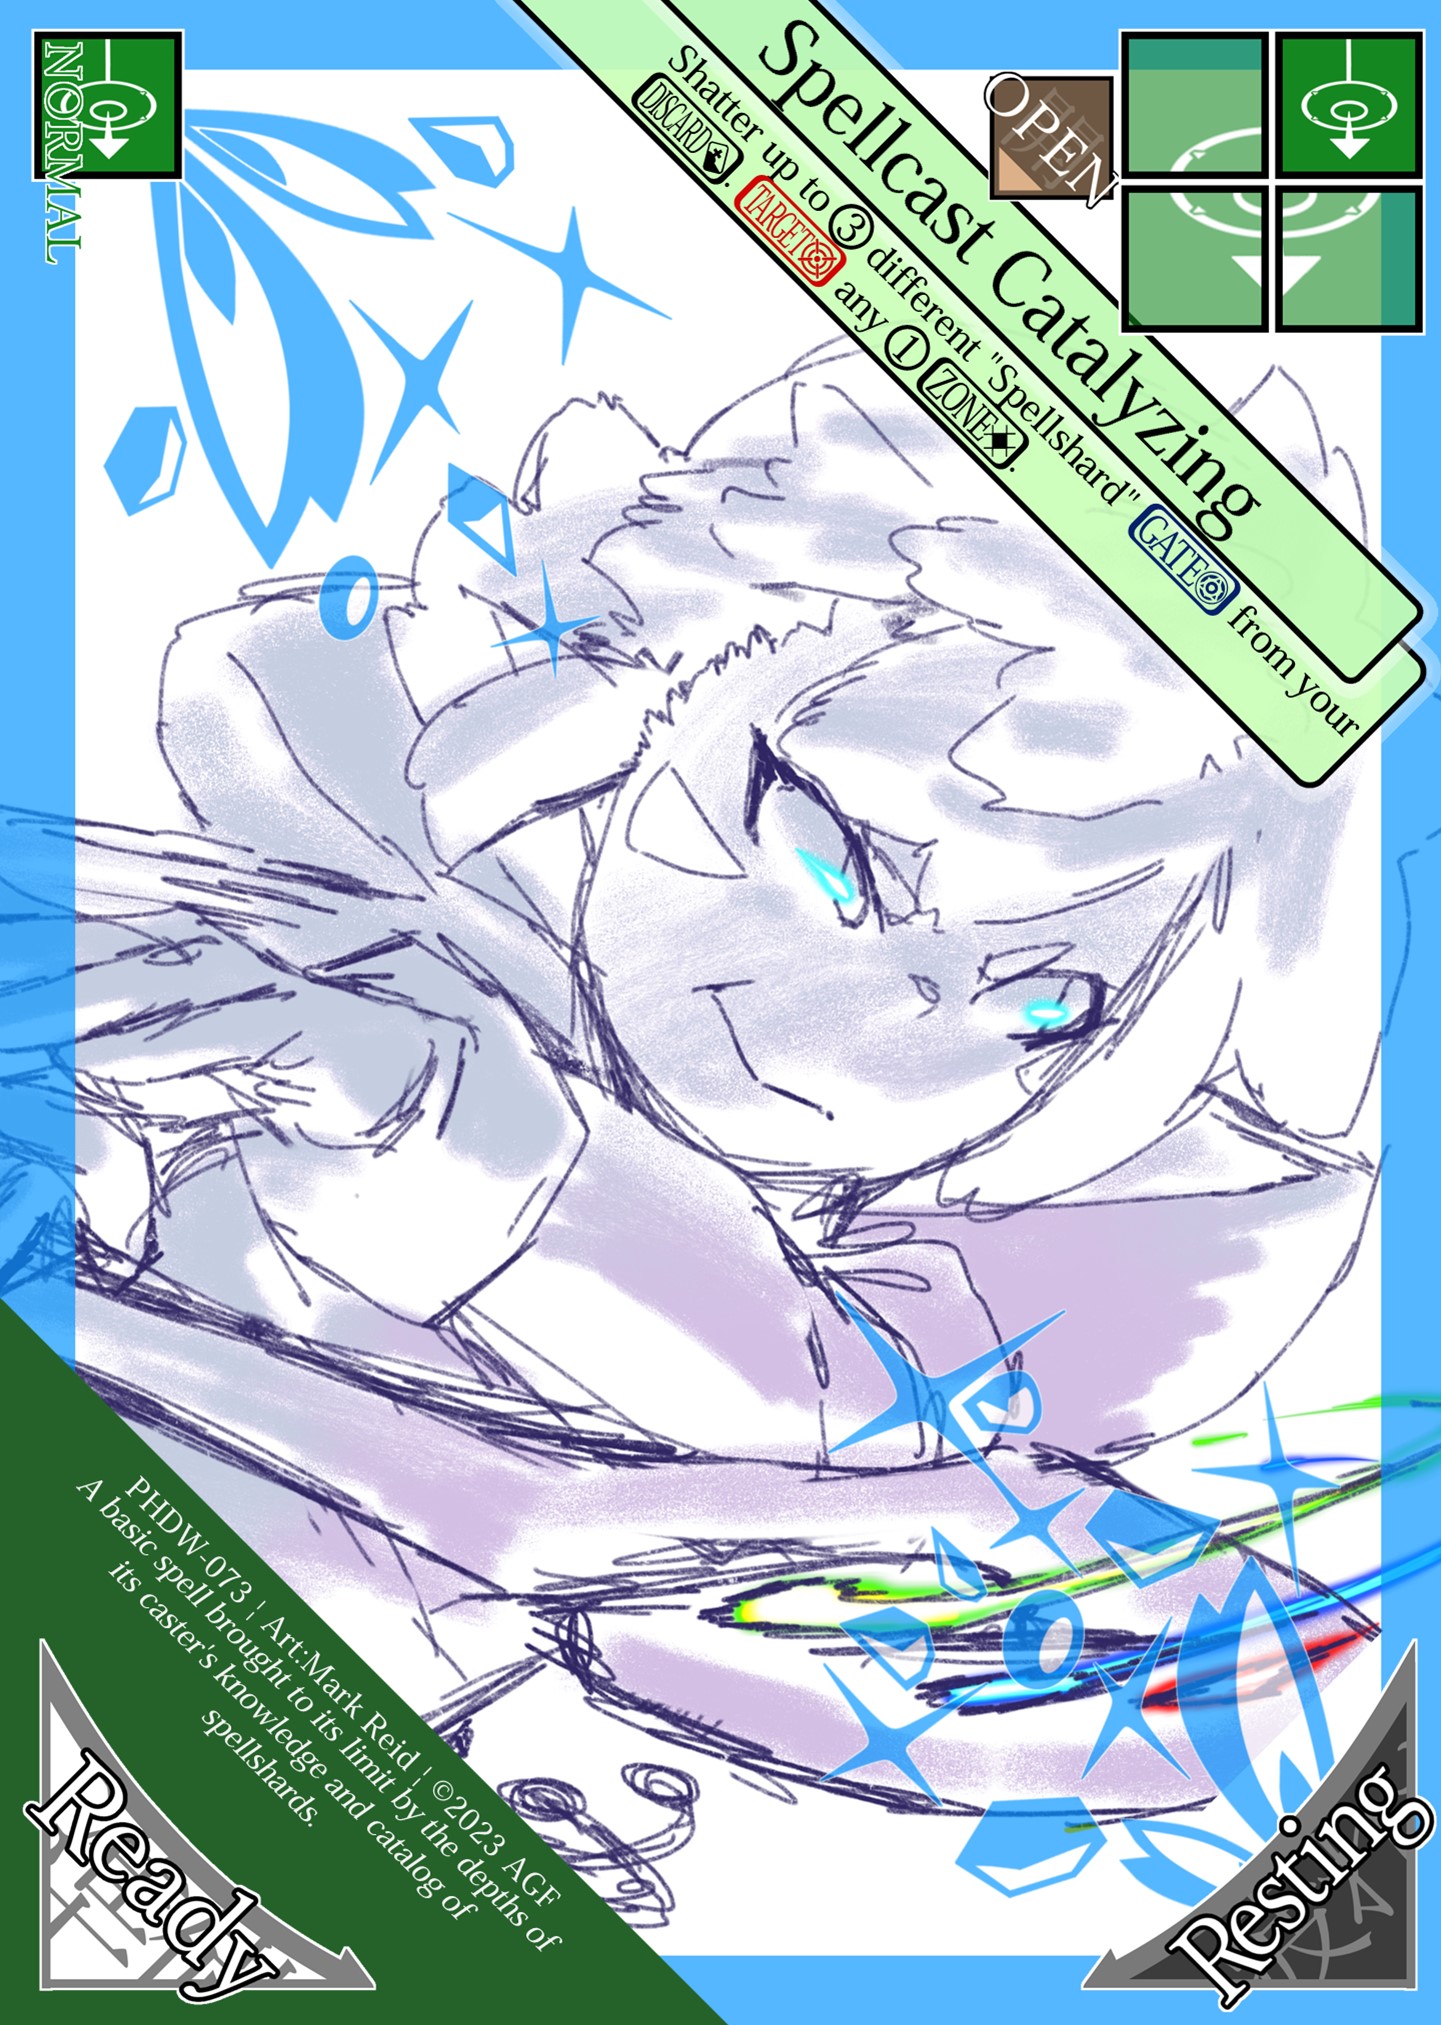 NORMAL
OPEN
Spellcast Catalyzing
Shatter up to 3 different "Spellshard" GATE from your
DISCARD. TARGET any 1 ZONE.
PHDW-073 ¦ Art:Mark Reid ¦ ©2023 AGF
A basic spell brought to its limit by the depths of
its caster's knowledge and catalog of
spellshards.
Ready
Resting